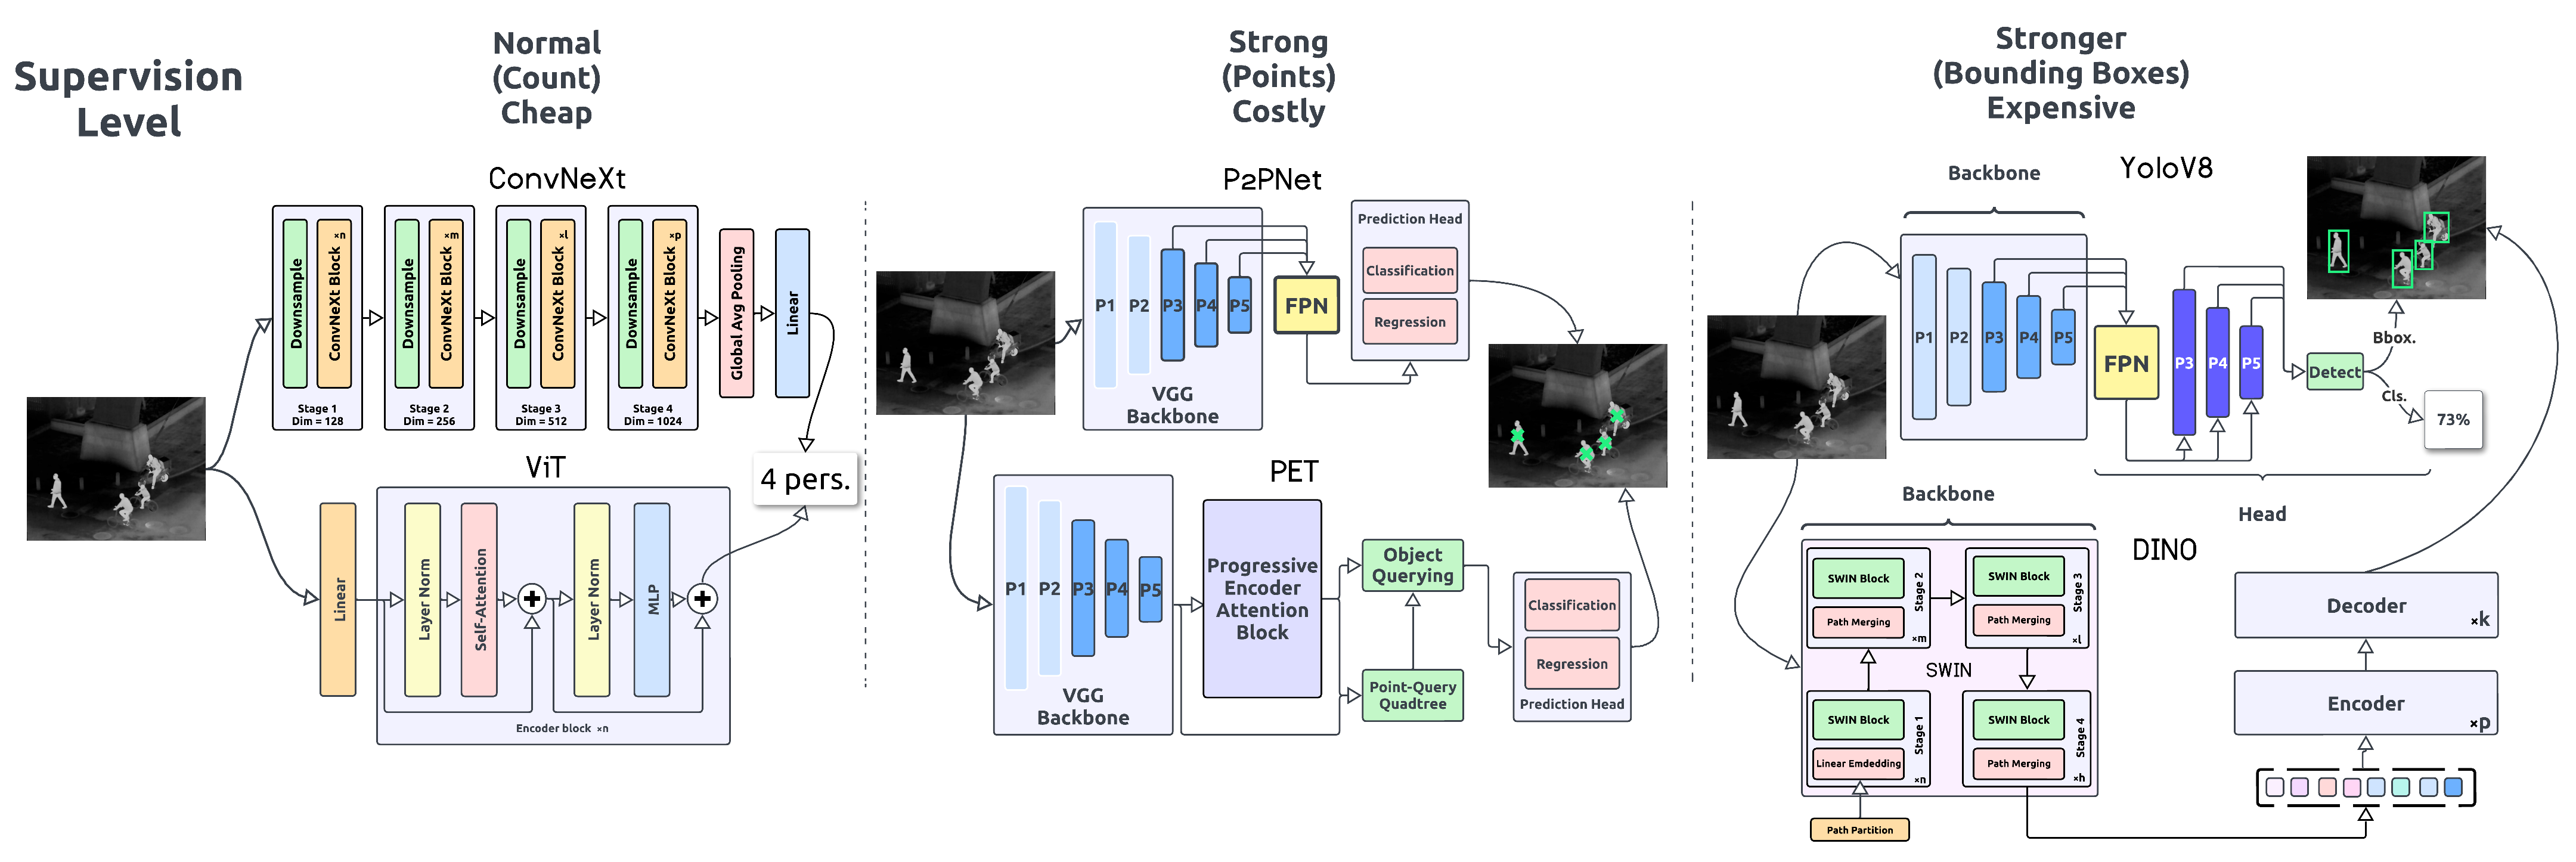 Supervision
Level
Normal
(Count)
Cheap
ConvNeXt
Downsample
ConvNeXt Block
×n
Stage 1
Dim = 128
Downsample
ConvNeXt Block
×m
Stage 2
Dim = 256
Downsample
ConvNeXt Block
×l
Stage 3
Dim = 512
Downsample
ConvNeXt Block
×p
Stage 4
Dim = 1024
Global Avg Pooling
Linear
4 pers.
ViT
Linear
Layer Norm
Self-Attention
+
Layer Norm
MLP
+
Encoder block ×n
Strong
(Points)
Costly
P2PNet
P1
P2
P3
P4
P5
VGG
Backbone
FPN
Prediction Head
Classification
Regression
PET
P1
P2
P3
P4
P5
VGG
Backbone
Progressive
Encoder
Attention
Block
Object
Querying
Point-Query
Quadtree
Classification
Regression
Prediction Head
Stronger
(Bounding Boxes)
Expensive
YoloV8
Backbone
P1
P2
P3
P4
P5
FPN
P3
P4
P5
Detect
Bbox.
Cls.
73%
Head
DINO
Backbone
SWIN Block
Path Merging
Stage 2
×m
SWIN Block
Path Merging
Stage 3
×l
SWIN
SWIN Block
Linear Emdedding
Stage 1
×n
SWIN Block
Path Merging
Stage 4
×h
Path Partition
Decoder
×k
Encoder
×p